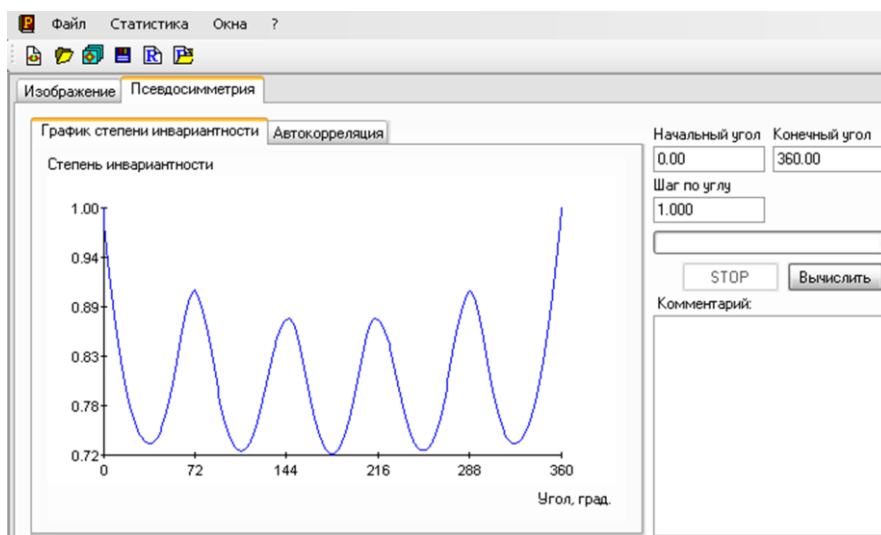 Файл Статистика Окна ?
Изображение Псевдосимметрия
График степени инвариантности Автокорреляция
Степень инвариантности
1.00
0.94
0.89
0.83
0.78
0.72
0 72 144 216 288 360
Угол, град.
Начальный угол Конечный угол
0.00 360.00
Шаг по углу
1.000
STOP Вычислить
Комментарий: